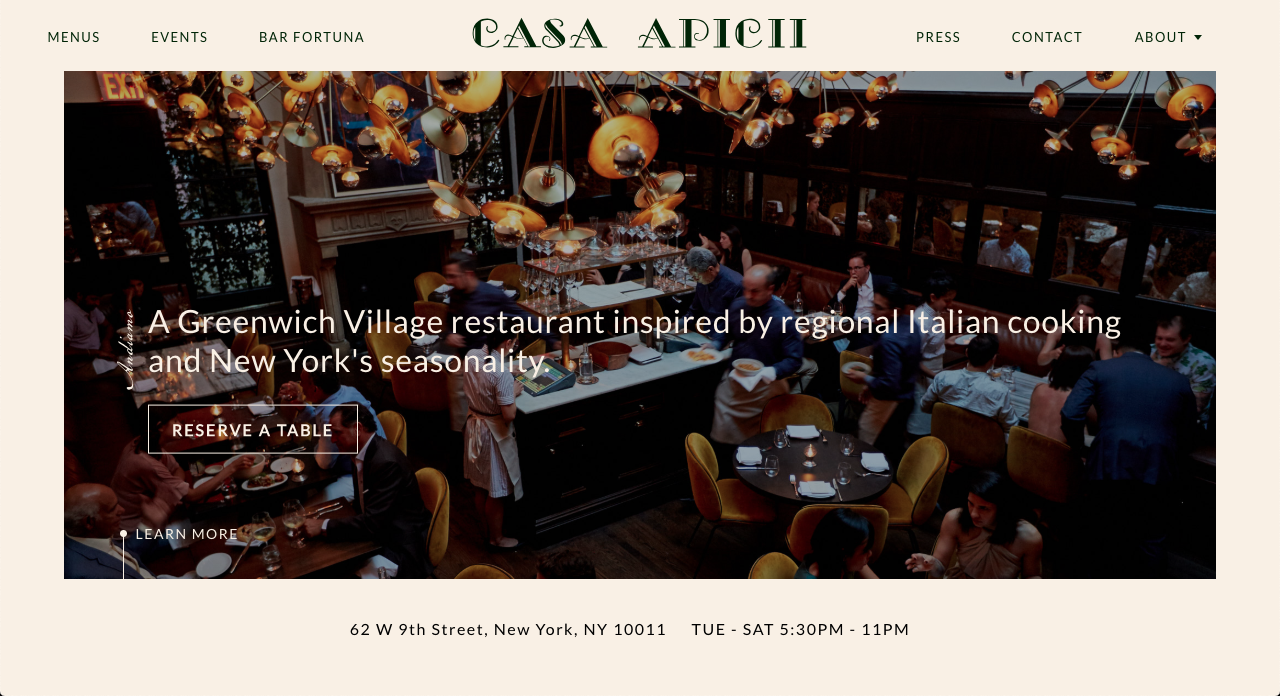 MENUS
EVENTS
BAR FORTUNA
CASA APICII
PRESS
CONTACT
ABOUT
EXIT
Andiamo
A Greenwich Village restaurant inspired by regional Italian cooking
and New York's seasonality.
RESERVE A TABLE
LEARN MORE
62 W 9th Street, New York, NY 10011 TUE - SAT 5:30PM - 11PM